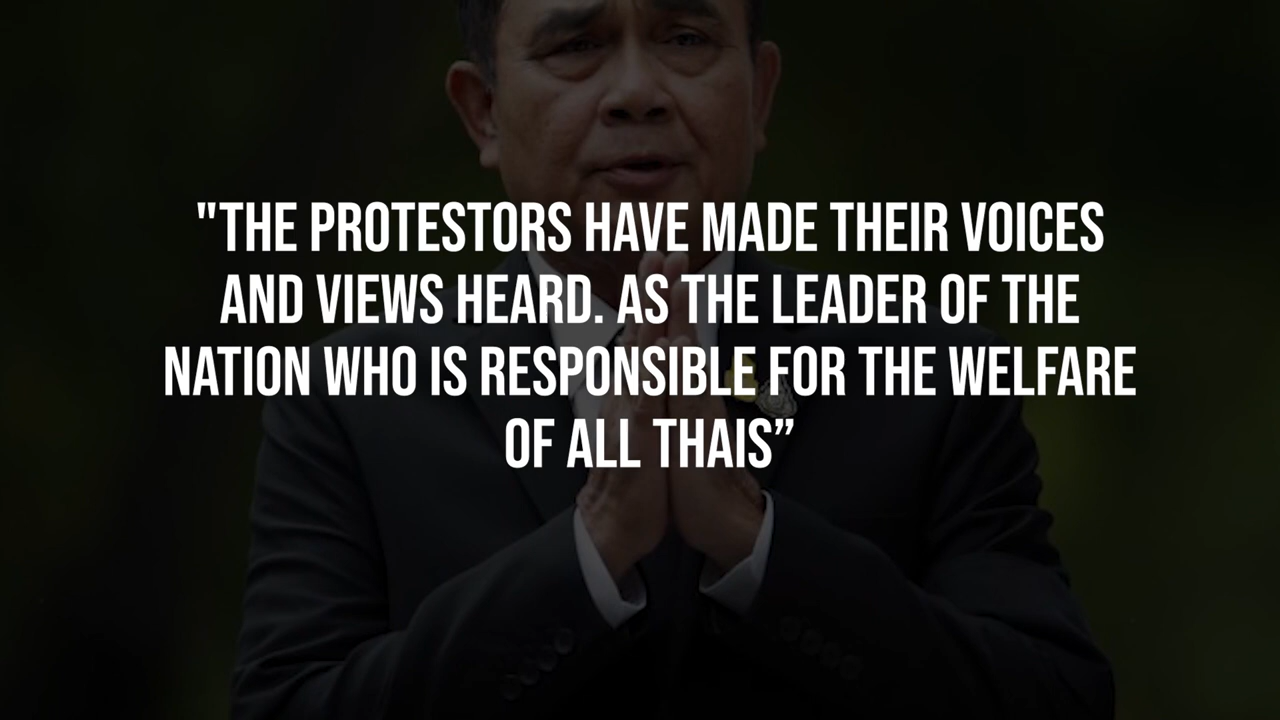 "THE PROTESTORS HAVE MADE THEIR VOICES
AND VIEWS HEARD. AS THE LEADER OF THE
NATION WHO IS RESPONSIBLE FOR THE WELFARE
OF ALL THAIS”